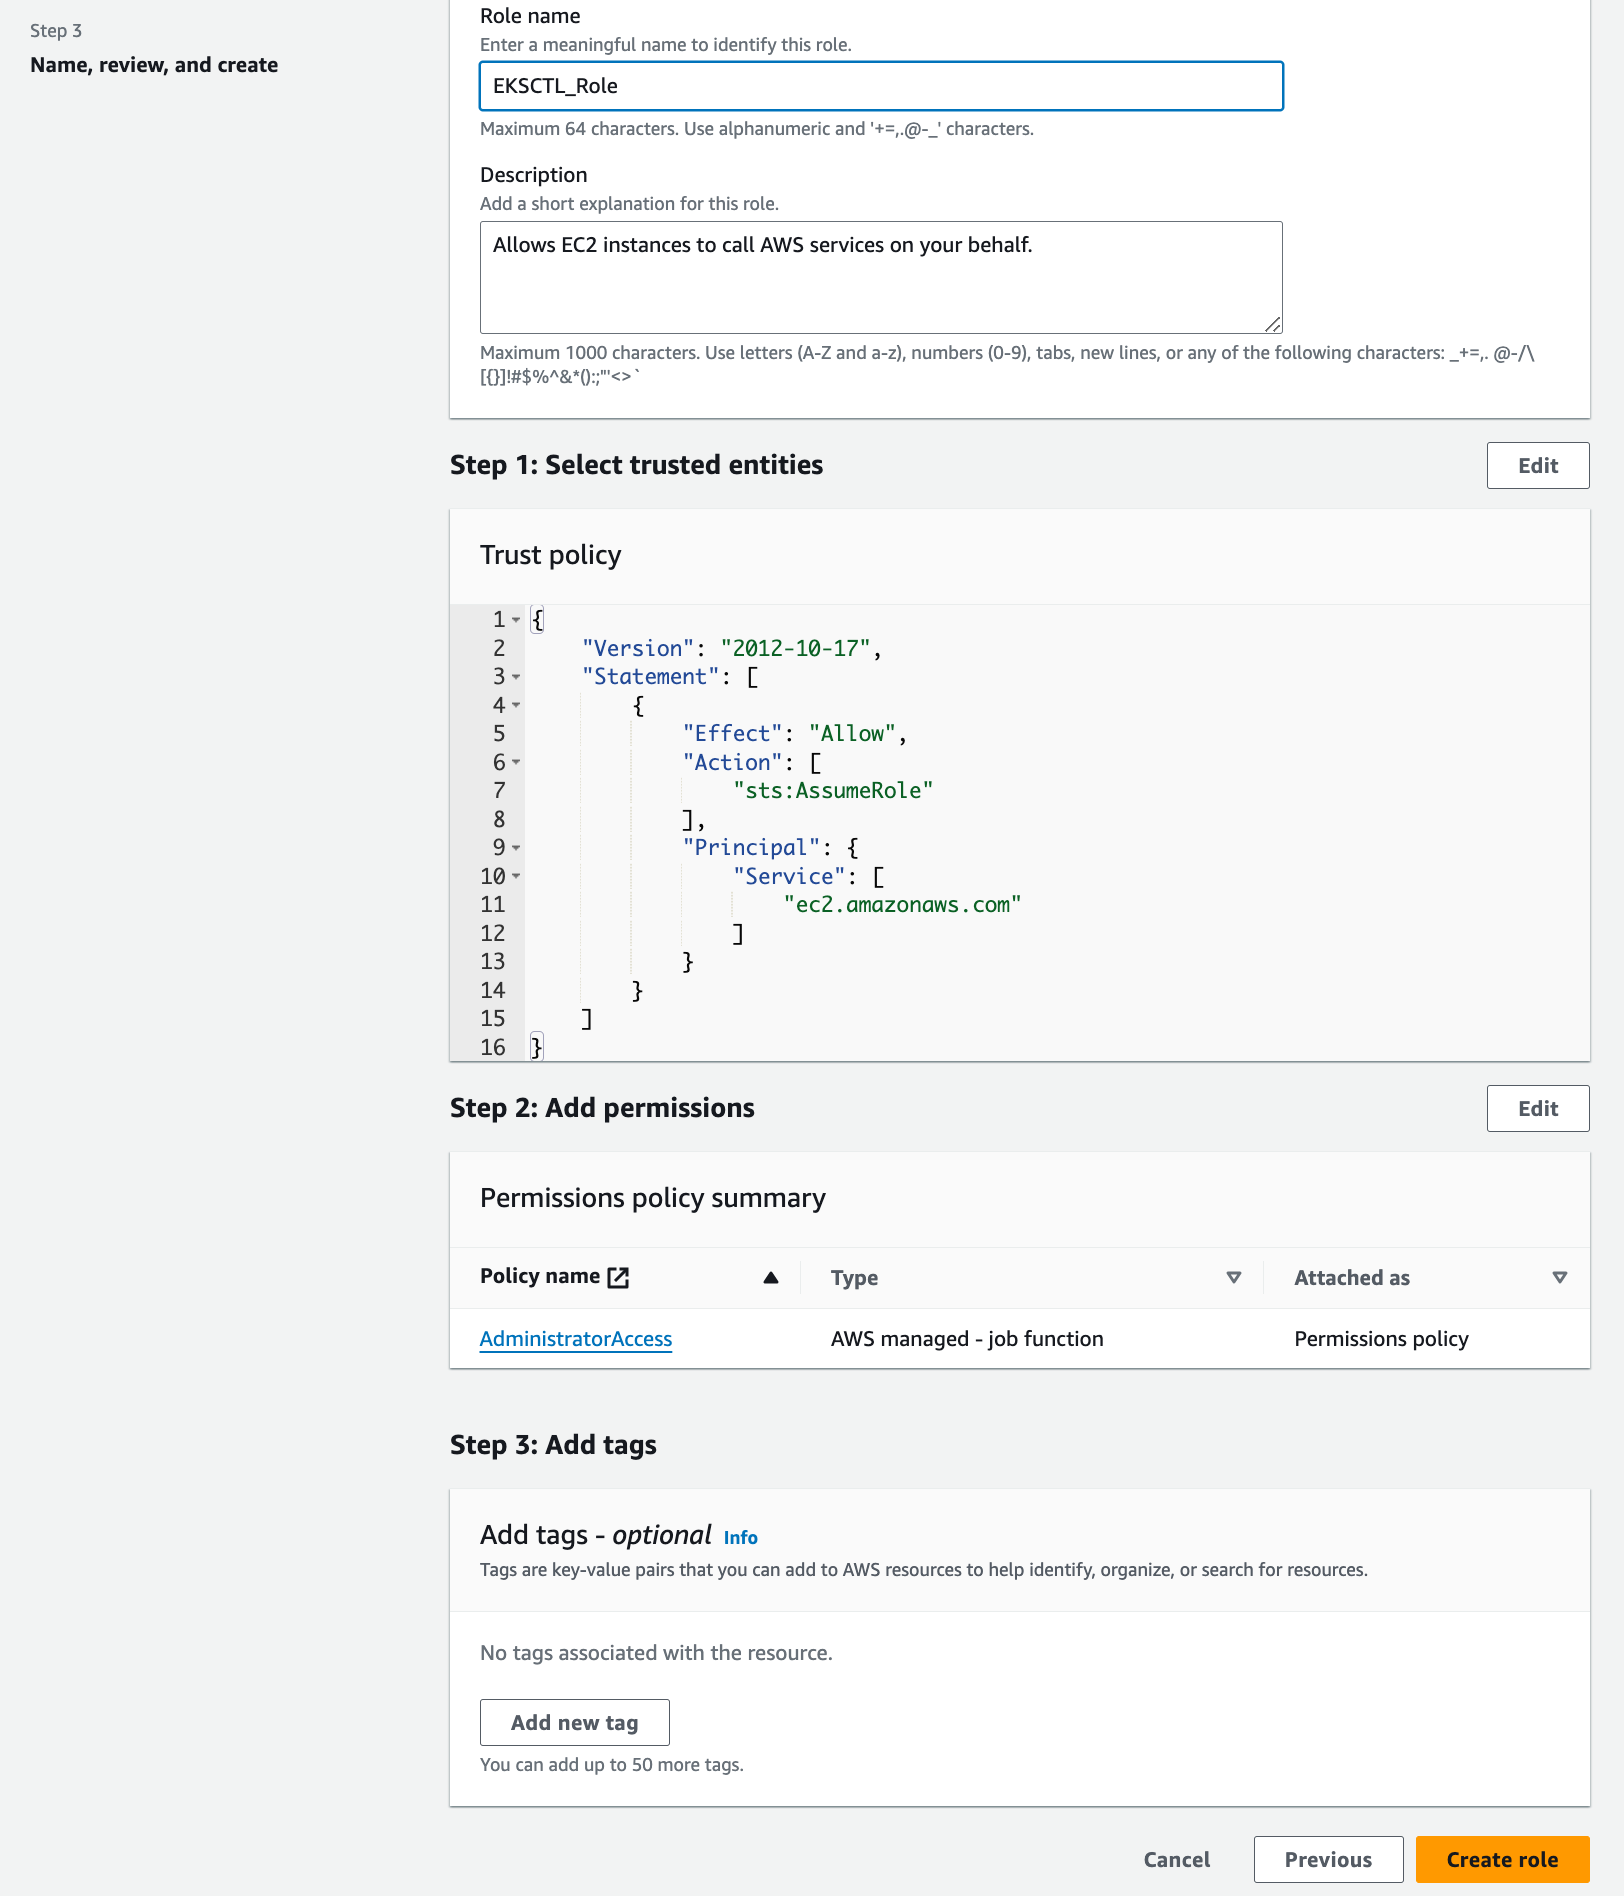 Step 3
Name, review, and create
Role name
Enter a meaningful name to identify this role.
EKSCTL_Role
Maximum 64 characters. Use alphanumeric and '+=,.@-_' characters.
Description
Add a short explanation for this role.
Allows EC2 instances to call AWS services on your behalf.
Maximum 1000 characters. Use letters (A-Z and a-z), numbers (0-9), tabs, new lines, or any of the following characters: _+=,. @-/\
[{}]!#$%^&*();:"'<>`
Step 1: Select trusted entities
Edit
Trust policy
1 {
2     "Version": "2012-10-17",
3     "Statement": [
4         {
5             "Effect": "Allow",
6             "Action": [
7                 "sts:AssumeRole"
8             ],
9             "Principal": {
10                 "Service": [
11                     "ec2.amazonaws.com"
12                 ]
13             }
14         }
15     ]
16 }
Step 2: Add permissions
Edit
Permissions policy summary
Policy name Type Attached as
AdministratorAccess AWS managed - job function Permissions policy
Step 3: Add tags
Add tags - optional Info
Tags are key-value pairs that you can add to AWS resources to help identify, organize, or search for resources.
No tags associated with the resource.
Add new tag
You can add up to 50 more tags.
Cancel Previous Create role